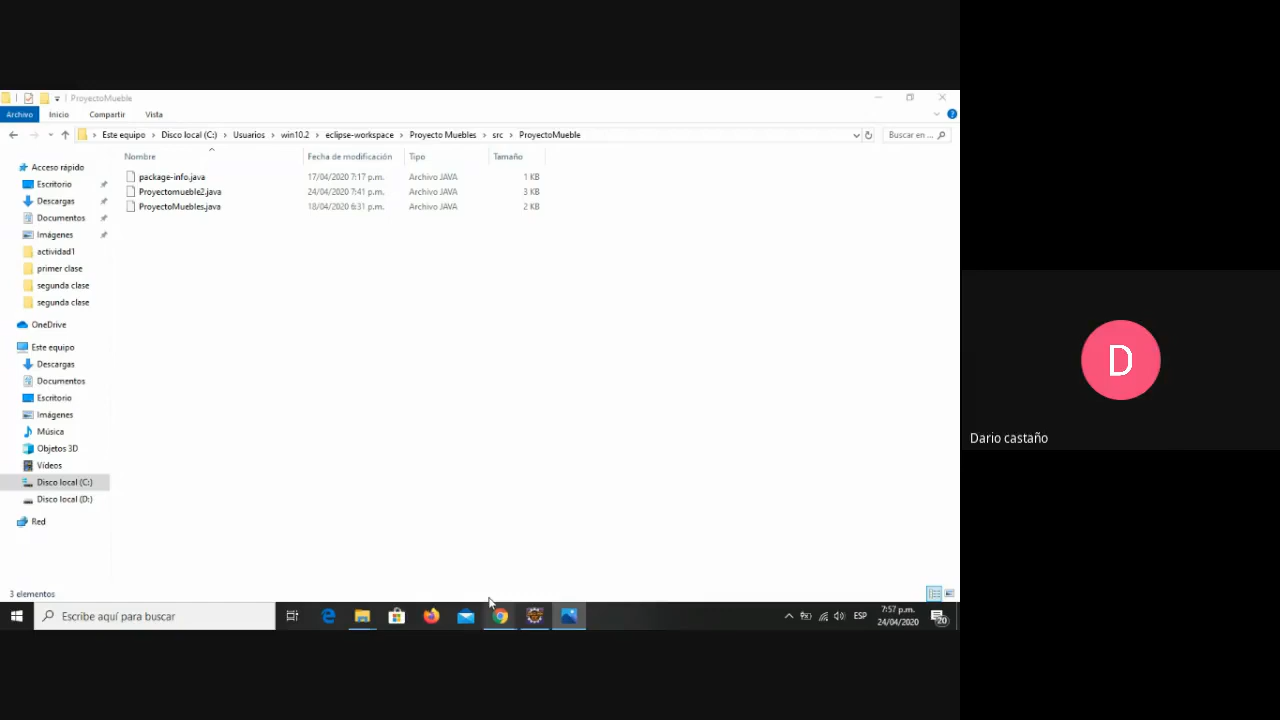 ProyectoMueble
Archivo Inicio Compartir Vista
Este equipo Disco local (C:) Usuarios win10.2 eclipse-workspace Proyecto Muebles src ProyectoMueble Buscar en ...
Nombre Fecha de modificación Tipo Tamaño
package-info.java 17/04/2020 7:17 p.m. Archivo JAVA 1 KB
Proyectomueble2.java 24/04/2020 7:41 p.m. Archivo JAVA 3 KB
ProyectoMuebles.java 18/04/2020 6:31 p.m. Archivo JAVA 2 KB
Acceso rápido
Escritorio
Descargas
Documentos
Imágenes
actividad1
primer clase
segunda clase
segunda clase
OneDrive
Este equipo
Descargas
Documentos
Escritorio
Imágenes
Música
Objetos 3D
Vídeos
Disco local (C:)
Disco local (D:)
Red
3 elementos
Escribe aquí para buscar
ESP
7:57 p.m.
24/04/2020
20
D
Dario castaño